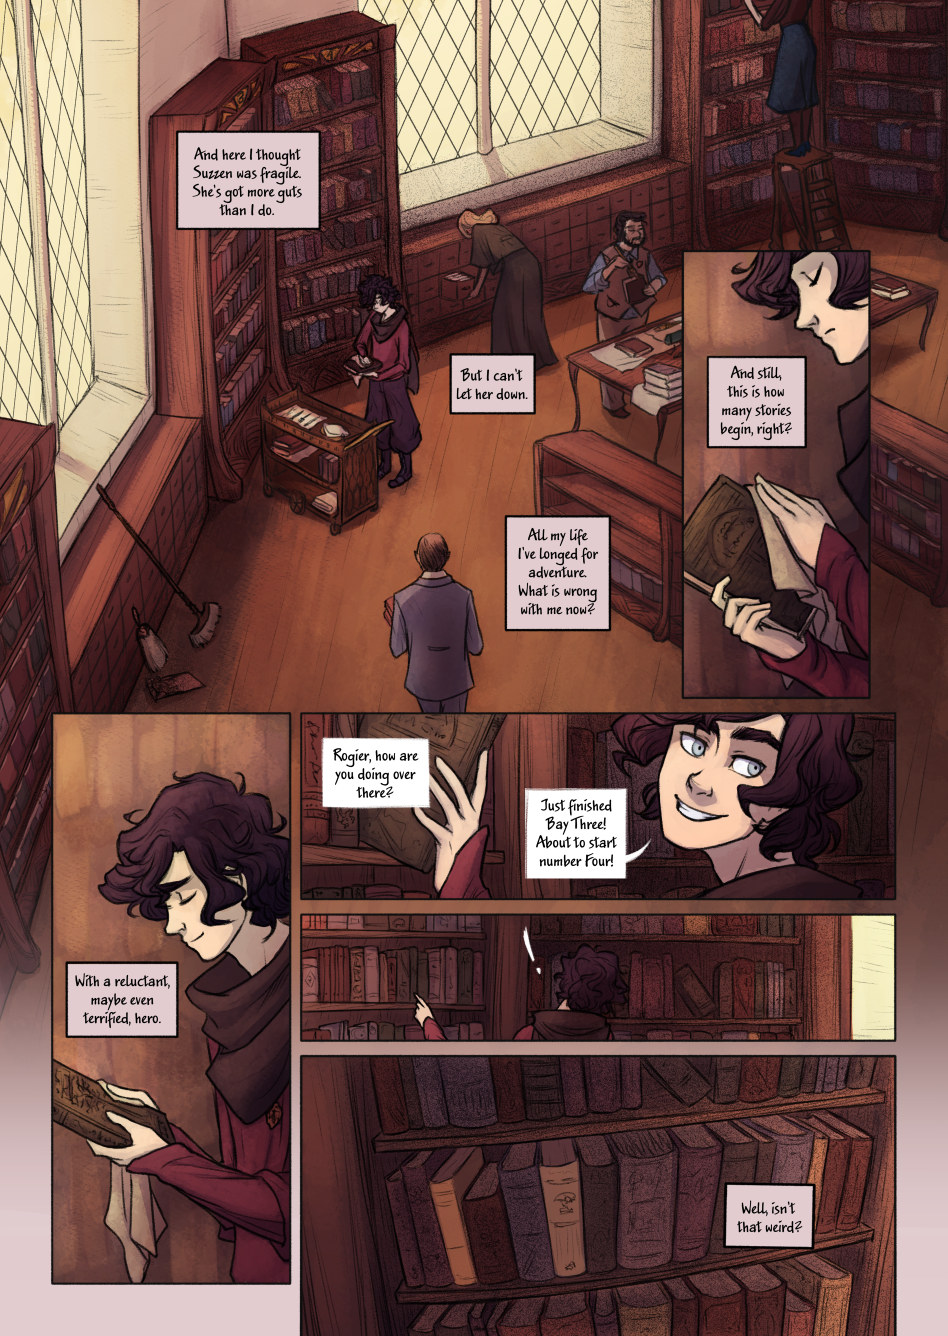 And here I thought
Suzzen was fragile.
She's got more guts
than I do.
But I can't
let her down.
All my life
I've longed for
adventure.
What is wrong
with me now?
And still,
this is how
many stories
begin, right?
With a reluctant,
maybe even
terrified, hero.
Rogier, how are
you doing over
there?
Just finished
Bay Three!
About to start
number Four!
!
Well, isn't
that weird?